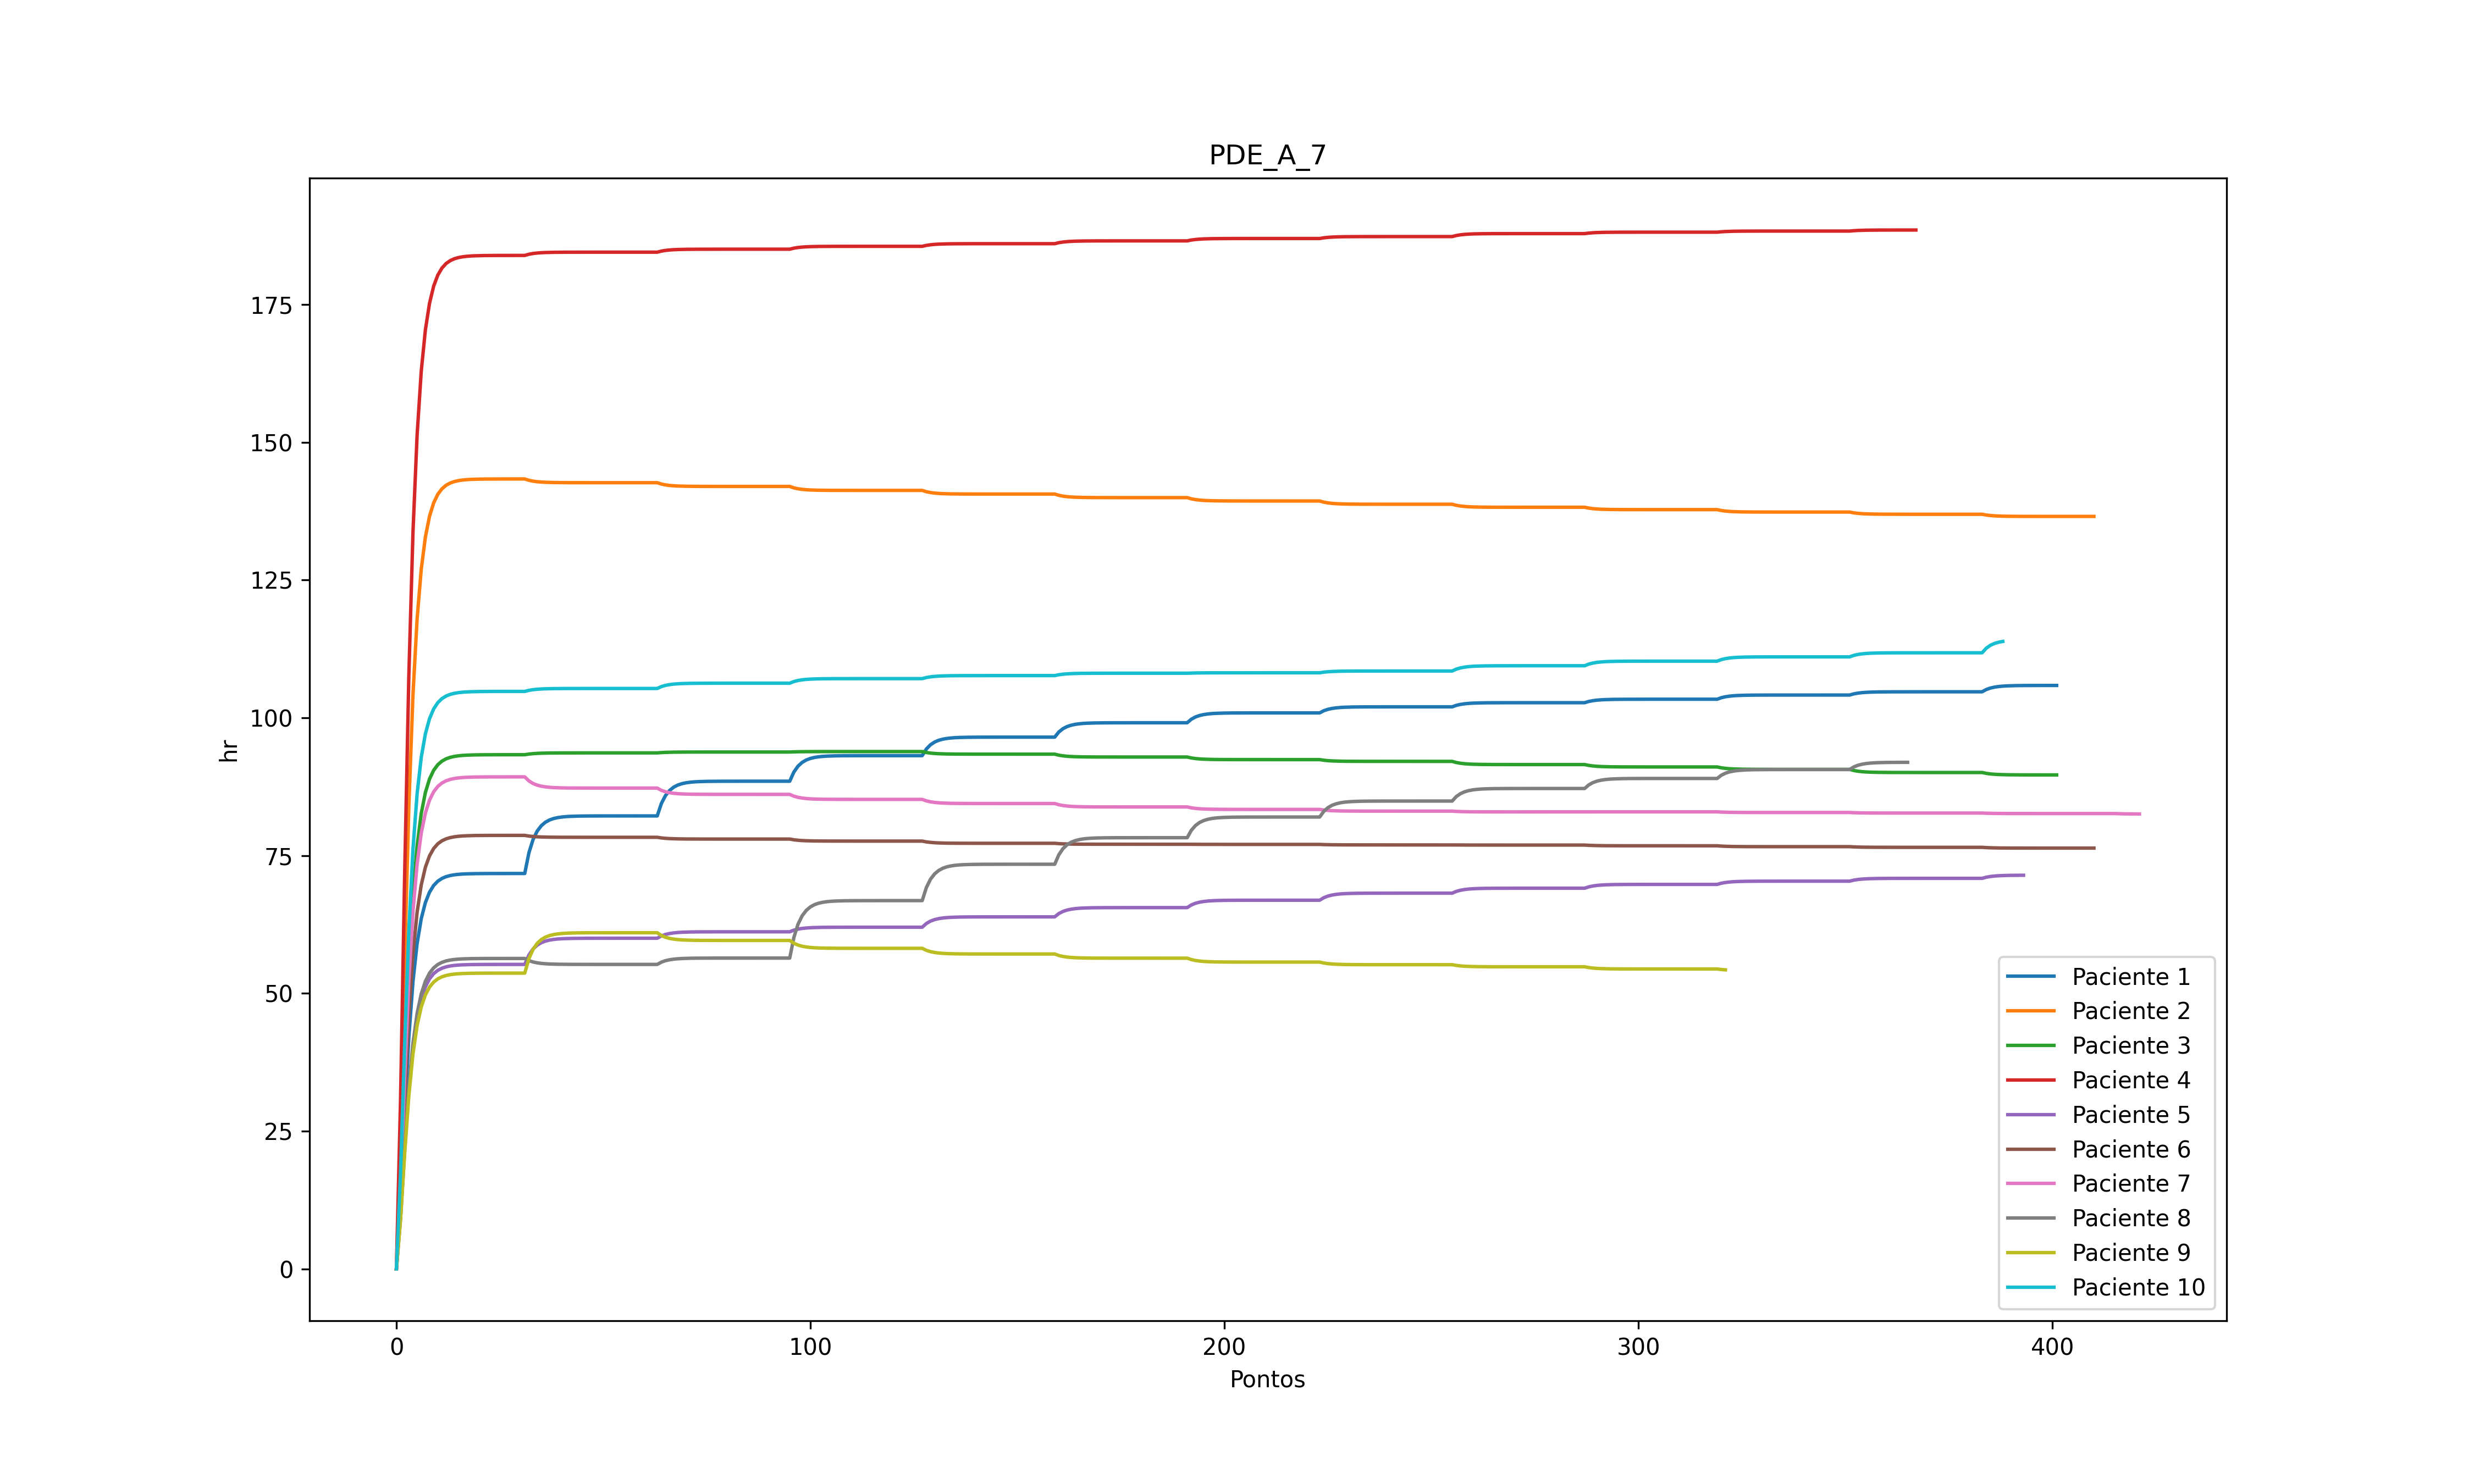 PDE_A_7
hr
175
150
125
100
75
50
25
0
0 100 200 300 400
Pontos
Paciente 1
Paciente 2
Paciente 3
Paciente 4
Paciente 5
Paciente 6
Paciente 7
Paciente 8
Paciente 9
Paciente 10